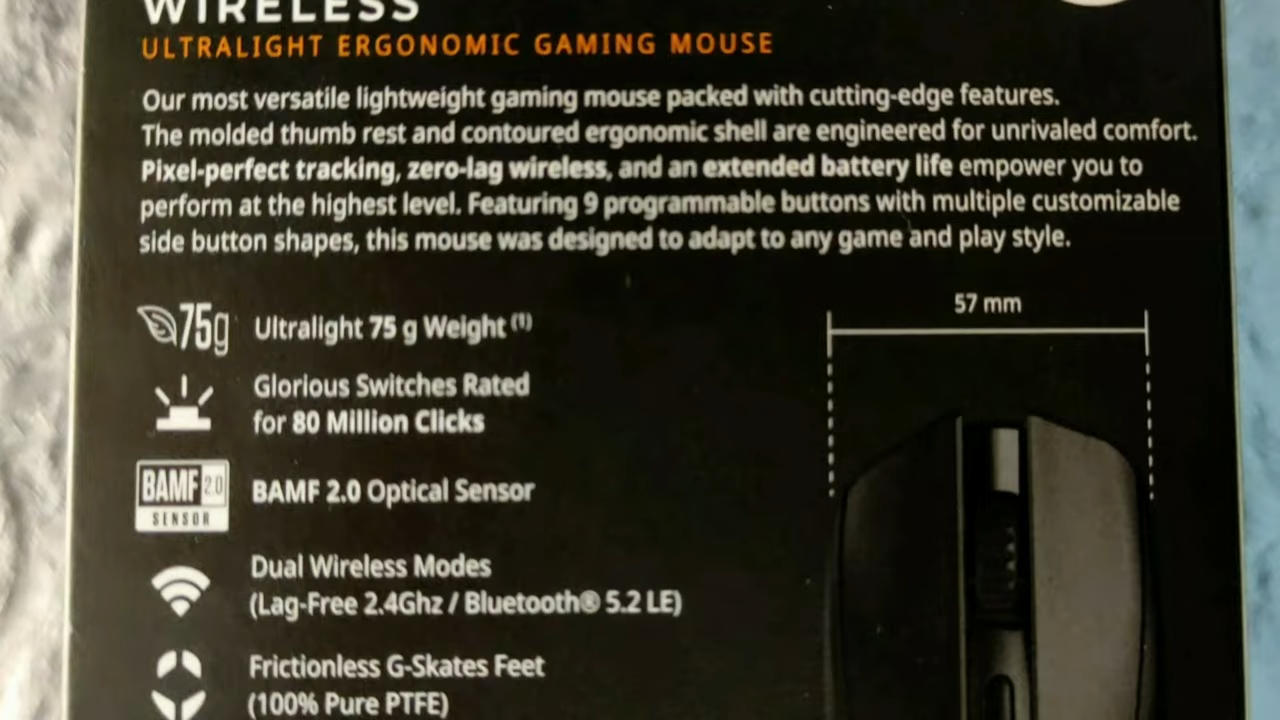 WIRELESS
ULTRALIGHT ERGONOMIC GAMING MOUSE
Our most versatile lightweight gaming mouse packed with cutting-edge features.
The molded thumb rest and contoured ergonomic shell are engineered for unrivaled comfort.
Pixel-perfect tracking, zero-lag wireless, and an extended battery life empower you to
perform at the highest level. Featuring 9 programmable buttons with multiple customizable
side button shapes, this mouse was designed to adapt to any game and play style.
57 mm
75g Ultralight 75 g Weight (1)
Glorious Switches Rated
for 80 Million Clicks
BAMF 2.0
SENSOR
BAMF 2.0 Optical Sensor
Dual Wireless Modes
(Lag-Free 2.4Ghz / Bluetooth® 5.2 LE)
Frictionless G-Skates Feet
(100% Pure PTFE)